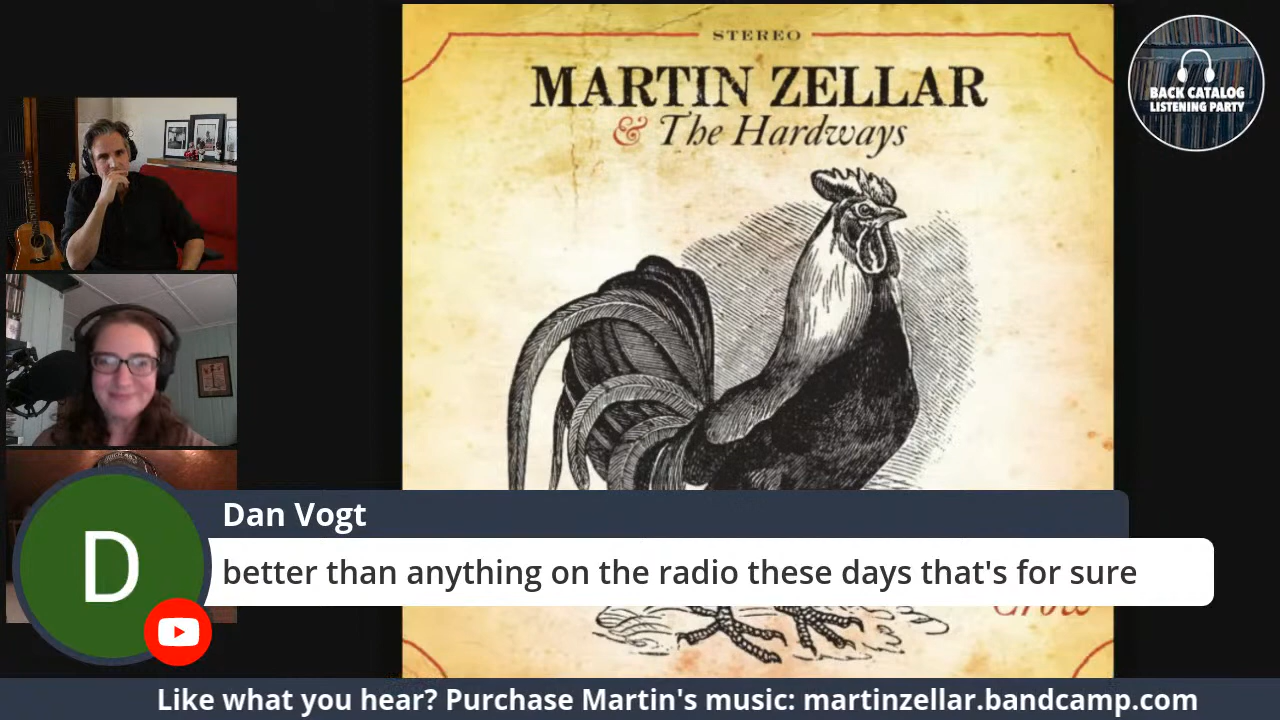 STEREO
MARTIN ZELLAR
& The Hardways
BACK CATALOG
LISTENING PARTY
D
Dan Vogt
better than anything on the radio these days that's for sure
Like what you hear? Purchase Martin's music: martinzellar.bandcamp.com